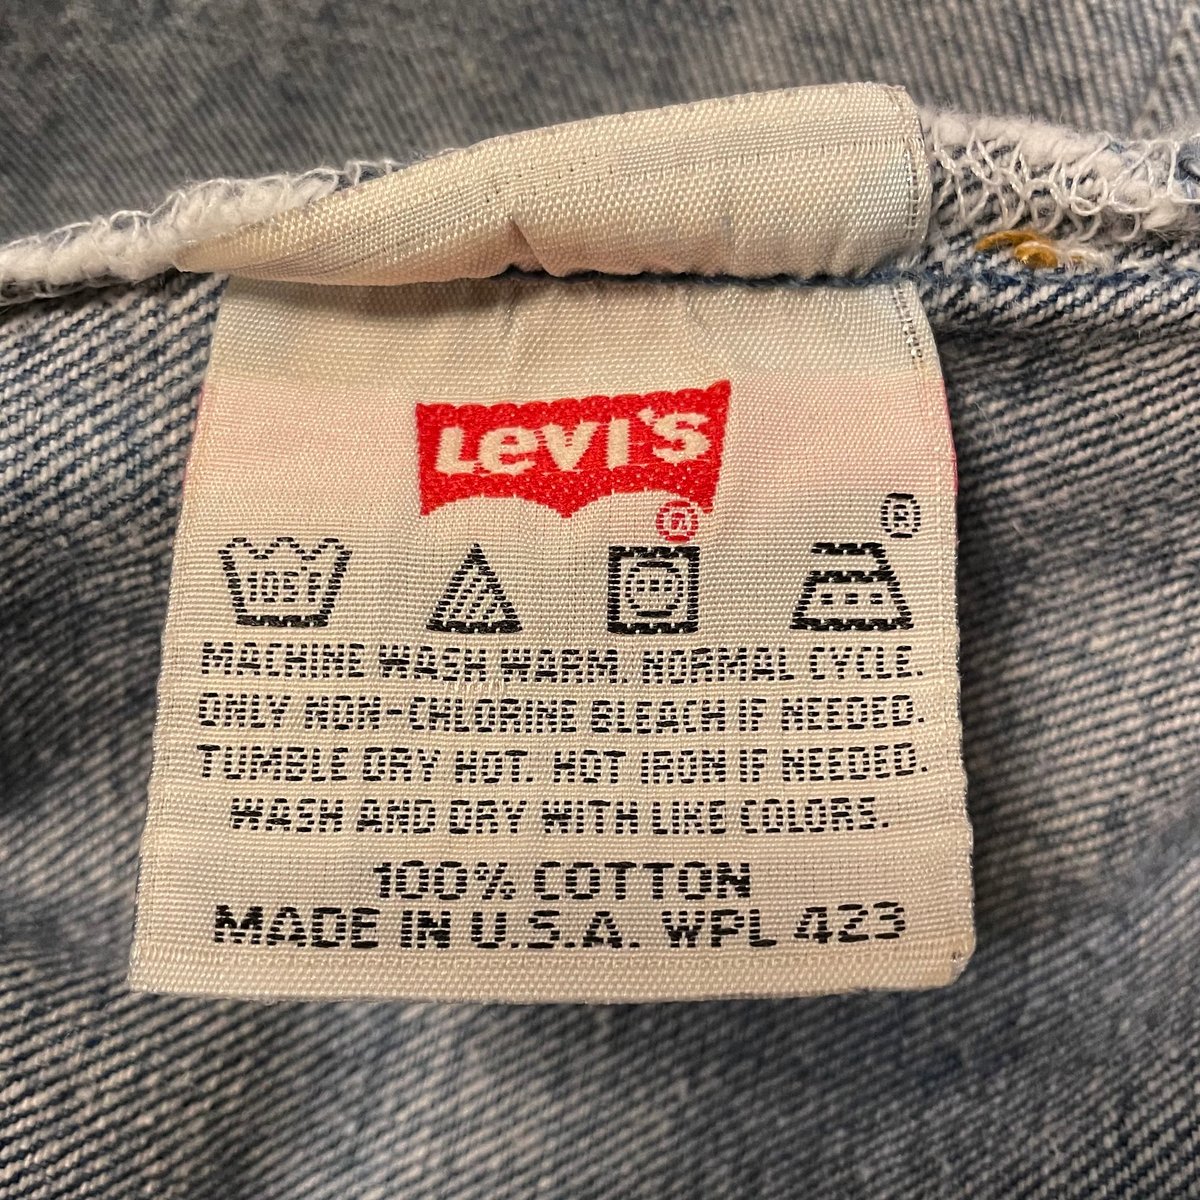 Levi's
®
®
105°F
MACHINE WASH WARM. NORMAL CYCLE.
ONLY NON-CHLORINE BLEACH IF NEEDED.
TUMBLE DRY HOT. HOT IRON IF NEEDED.
WASH AND DRY WITH LIKE COLORS.
100% COTTON
MADE IN U.S.A. WPL 423